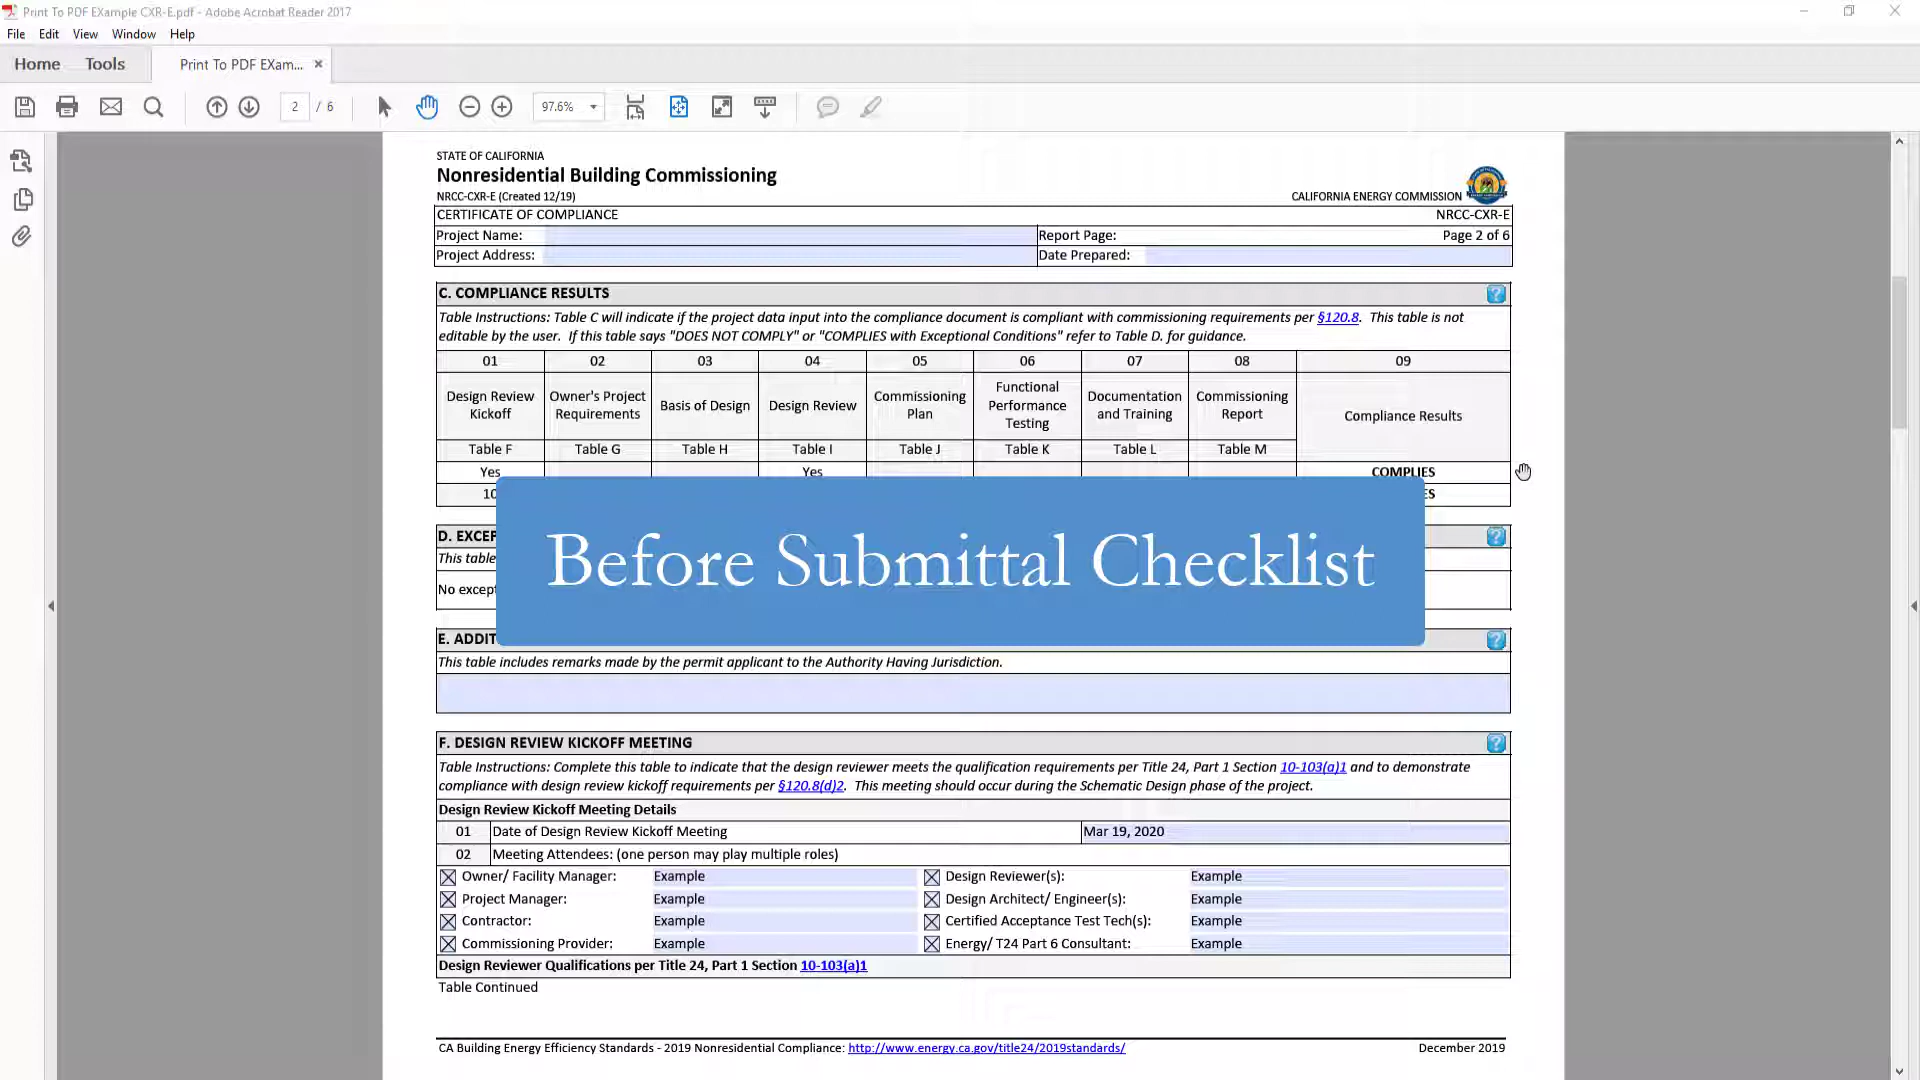 Print To PDF EXample CXR-E.pdf - Adobe Acrobat Reader 2017
File Edit View Window Help
Home Tools Print To PDF EXam... ×
2 / 6 97.6%
STATE OF CALIFORNIA
Nonresidential Building Commissioning
NRCC-CXR-E (Created 12/19) CALIFORNIA ENERGY COMMISSION
CERTIFICATE OF COMPLIANCE NRCC-CXR-E
Project Name: Report Page: Page 2 of 6
Project Address: Date Prepared:
C. COMPLIANCE RESULTS ?
Table Instructions: Table C will indicate if the project data input into the compliance document is compliant with commissioning requirements per §120.8. This table is not
editable by the user. If this table says "DOES NOT COMPLY" or "COMPLIES with Exceptional Conditions" refer to Table D. for guidance.
01 02 03 04 05 06 07 08 09
Design Review Kickoff Owner's Project Requirements Basis of Design Design Review Commissioning Plan Functional Performance Testing Documentation and Training Commissioning Report Compliance Results
Table F Table G Table H Table I Table J Table K Table L Table M
Yes Yes COMPLIES
10 ES
D. EXCEP ?
This table
No except
Before Submittal Checklist
E. ADDIT ?
This table includes remarks made by the permit applicant to the Authority Having Jurisdiction.
F. DESIGN REVIEW KICKOFF MEETING ?
Table Instructions: Complete this table to indicate that the design reviewer meets the qualification requirements per Title 24, Part 1 Section 10-103(a)1 and to demonstrate
compliance with design review kickoff requirements per §120.8(d)2. This meeting should occur during the Schematic Design phase of the project.
Design Review Kickoff Meeting Details
01 Date of Design Review Kickoff Meeting Mar 19, 2020
02 Meeting Attendees: (one person may play multiple roles)
Owner/ Facility Manager: Example Design Reviewer(s): Example
Project Manager: Example Design Architect/ Engineer(s): Example
Contractor: Example Certified Acceptance Test Tech(s): Example
Commissioning Provider: Example Energy/ T24 Part 6 Consultant: Example
Design Reviewer Qualifications per Title 24, Part 1 Section 10-103(a)1
Table Continued
CA Building Energy Efficiency Standards - 2019 Nonresidential Compliance: http://www.energy.ca.gov/title24/2019standards/ December 2019